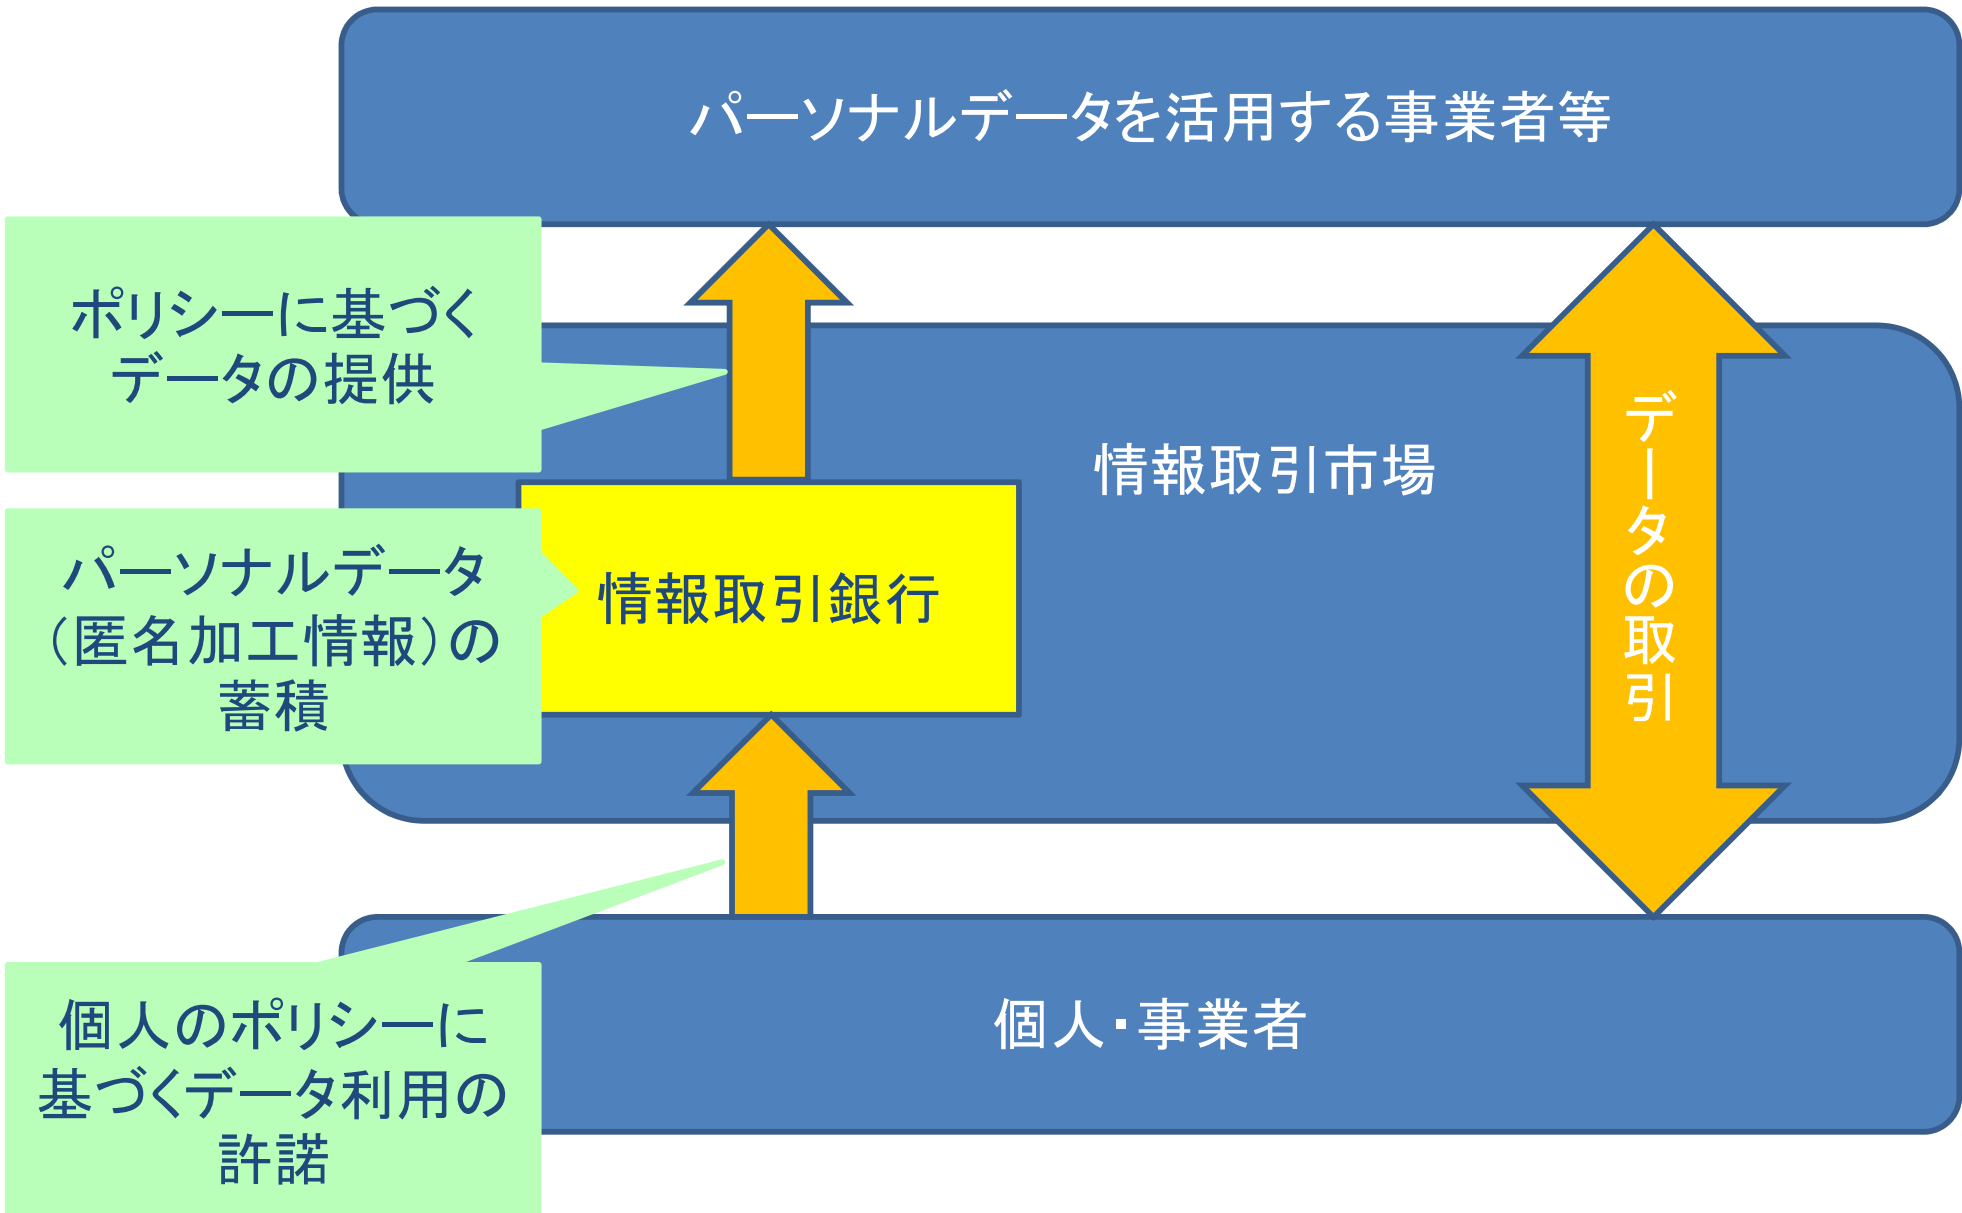 パーソナルデータを活用する事業者等
ポリシーに基づく
データの提供
情報取引市場
データの取引
パーソナルデータ
（匿名加工情報）の
蓄積
情報取引銀行
個人のポリシーに
基づくデータ利用の
許諾
個人・事業者